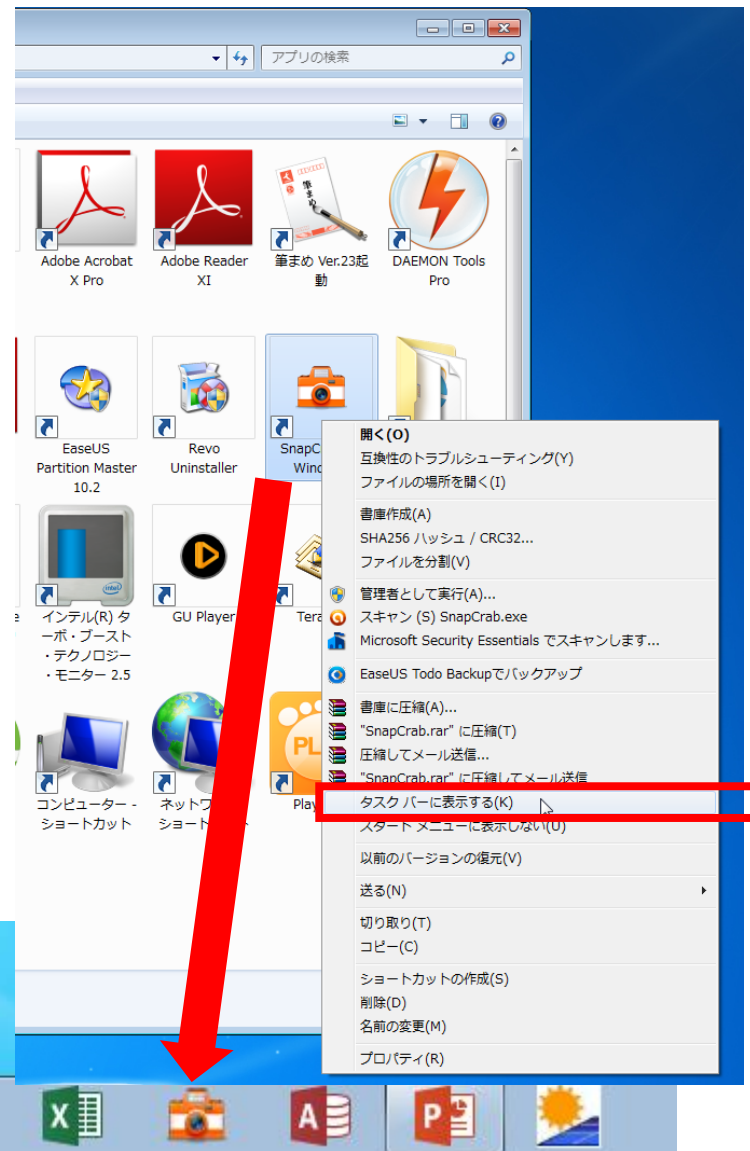 アプリの検索
Adobe Acrobat
X Pro
Adobe Reader
XI
筆まめ Ver.23起
動
DAEMON Tools
Pro
EaseUS
Partition Master
10.2
Revo
Uninstaller
SnapC
Wind
インテル(R) タ
ーボ・ブースト
・テクノロジー
・モニター 2.5
GU Player
Tera
コンピューター -
ショートカット
ネットワ
ショート
Play
開く(O)
互換性のトラブルシューティング(Y)
ファイルの場所を開く(I)
書庫作成(A)
SHA256 ハッシュ / CRC32...
ファイルを分割(V)
管理者として実行(A)...
スキャン (S) SnapCrab.exe
Microsoft Security Essentials でスキャンします...
EaseUS Todo Backupでバックアップ
書庫に圧縮(A)...
"SnapCrab.rar" に圧縮(T)
圧縮してメール送信...
"SnapCrab.rar" に圧縮してメール送信
タスク バーに表示する(K)
スタート メニューに表示しない(U)
以前のバージョンの復元(V)
送る(N)
切り取り(T)
コピー(C)
ショートカットの作成(S)
削除(D)
名前の変更(M)
プロパティ(R)